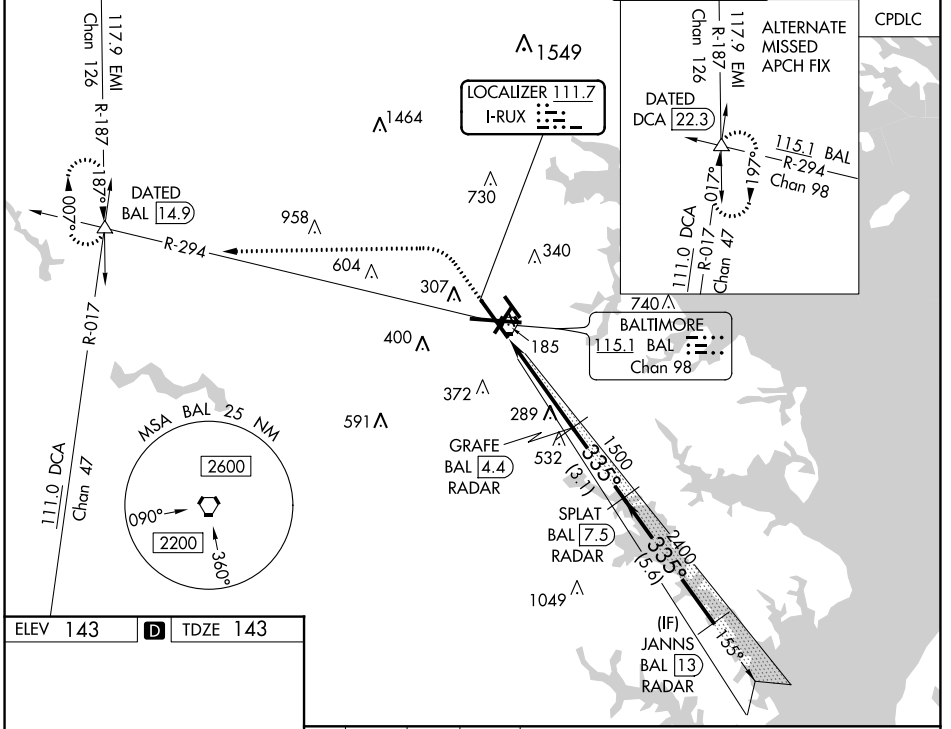 117.9 EMI
Chan 126
R-187
187°
007°
DATED
BAL 14.9
R-294
R-017
111.0 DCA
Chan 47
1549
1464
LOCALIZER 111.7
I-RUX
730
958
604
340
307
400
185
372
591
289
532
740
1049
BALTIMORE
115.1 BAL
Chan 98
GRAFE
BAL 4.4
RADAR
1500
335°
(3.1)
SPLAT
BAL 7.5
RADAR
2400
335°
(5.6)
(IF)
JANNS
BAL 13
RADAR
155°
MSA BAL 25 NM
2600
090°
2200
360°
117.9 EMI
R-187
Chan 126
ALTERNATE
MISSED
APCH FIX
DATED
DCA 22.3
115.1 BAL
R-294
Chan 98
017°
197°
111.0 DCA
R-017
Chan 47
CPDLC
ELEV 143
D
TDZE 143